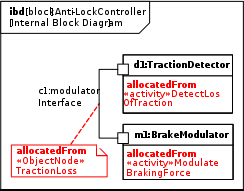 ibd[block]Anti-LockController
[Internal Block Diagram]
d1:TractionDetector
allocatedFrom
«activity»DetectLos
OfTraction
c1:modulator
Interface
m1:BrakeModulator
allocatedFrom
«activity»Modulate
BrakingForce
allocatedFrom
«ObjectNode»
TractionLoss